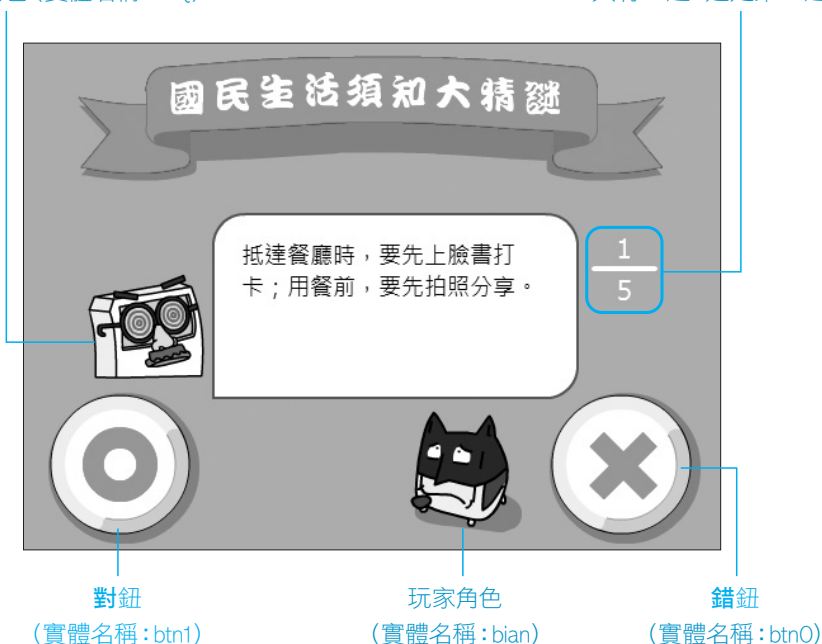 國民生活須知大猜謎
抵達餐廳時，要先上臉書打
卡；用餐前，要先拍照分享。
1
5
對鈕
（實體名稱：btn1）
玩家角色
（實體名稱：bian）
錯鈕
（實體名稱：btn0）